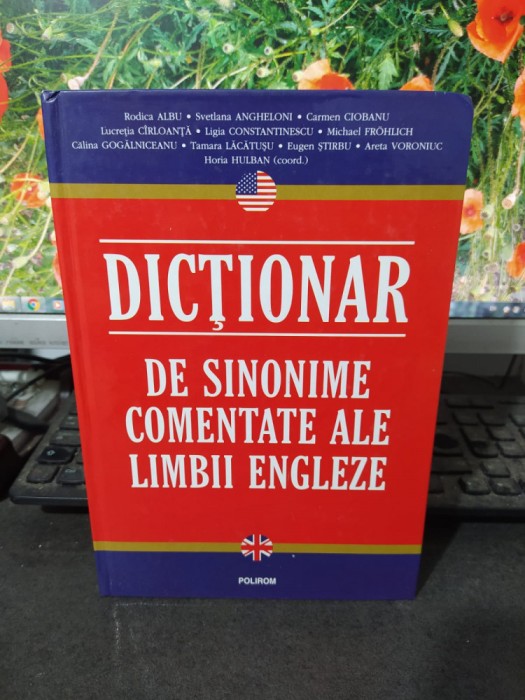 Rodica ALBU • Svetlana ANGHELONI • Carmen CIOBANU
Lucreția CÎRLOANȚĂ • Ligia CONSTANTINESCU • Michael FRÖHLICH
Călina GOGĂLNICEANU • Tamara LĂCĂTUȘU • Eugen ȘTIRBU • Areta VORONIUC
Horia HULBAN (coord.)
DICȚIONAR
DE SINONIME
COMENTATE ALE
LIMBII ENGLEZE
POLIROM